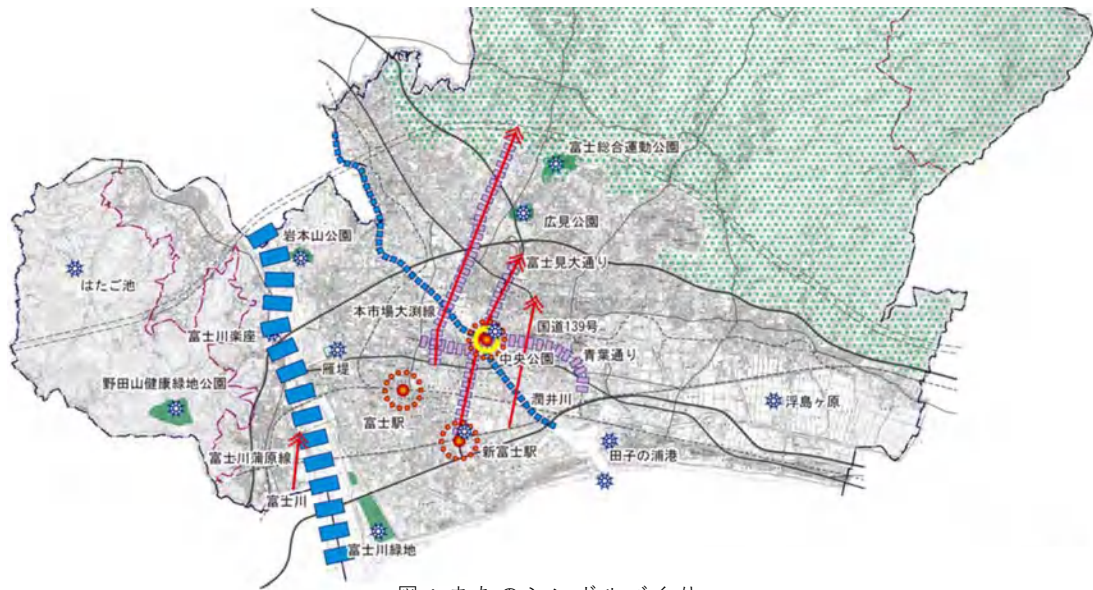 富士総合運動公園
広見公園
岩本山公園
富士見大通り
はたご池
本市場大渕線
国道139号
富士川楽座
中央公園
青葉通り
雁堤
野田山健康緑地公園
潤井川
浮島ヶ原
富士駅
新富士駅
田子の浦港
富士川蒲原線
富士川
富士川緑地